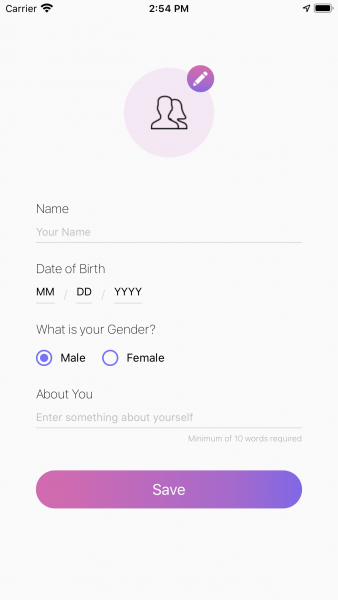 Carrier 2:54 PM
Name
Your Name
Date of Birth
MM / DD / YYYY
What is your Gender?
Male Female
About You
Enter something about yourself
Minimum of 10 words required
Save